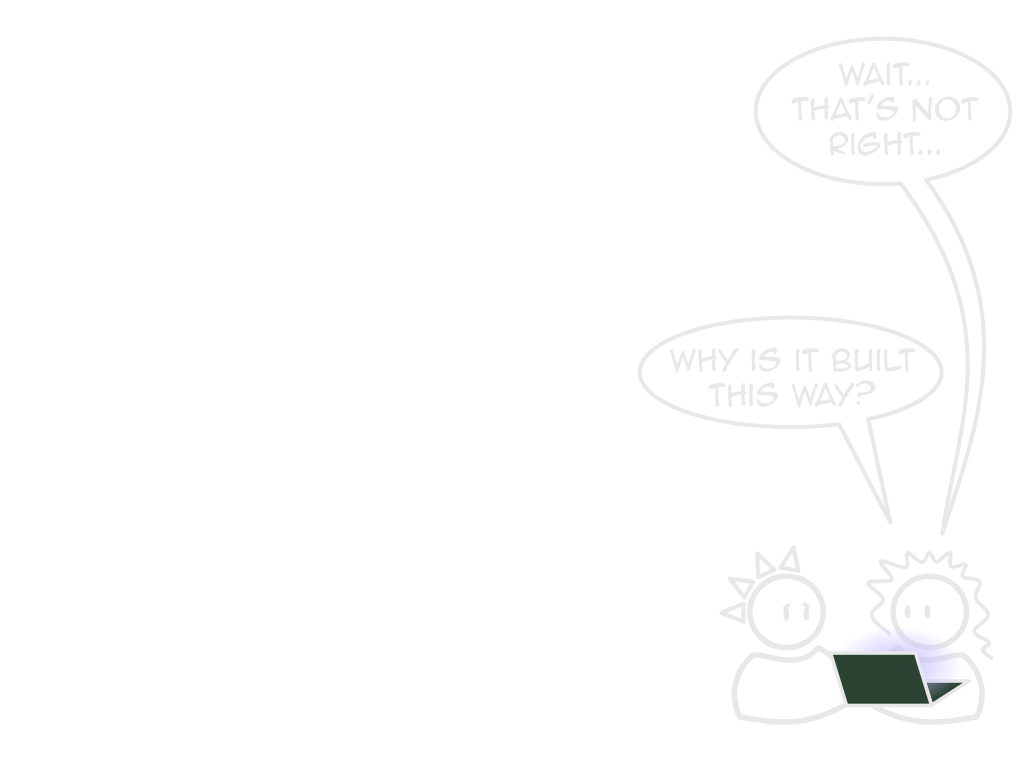 WAIT...
THAT'S NOT
RIGHT...
WHY IS IT BUILT
THIS WAY?